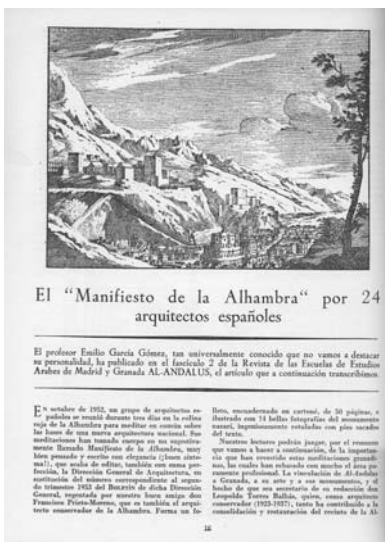 El “Manifiesto de la Alhambra“ por 24
arquitectos españoles
El profesor Emilio García Gómez, tan universalmente conocido que no vamos a destacar
su personalidad, ha publicado en el fascículo 2 de la Revista de las Escuelas de Estudios
Arabes de Madrid y Granada AL-ANDALUS, el artículo que a continuación transcribimos.
EN octubre de 1952, un grupo de arquitectos es-
pañoles se reunió durante tres días en la colina
roja de la Alhambra para meditar en común sobre
las bases de una nueva arquitectura nacional. Sus
meditaciones han tomado cuerpo en un
llamado Manifiesto de la Alhambra, muy
bien pensado y escrito con elegancia (¡buen sínto-
ma!), que acaba de editar, también con suma per-
fección, la Dirección General de Arquitectura, en
sustitución del número correspondiente al segun-
do trimestre 1953 del BOLETÍN de dicha Dirección
General, regentada por nuestro buen amigo don
Francisco Prieto-Moreno, que es también el arqui-
tecto conservador de la Alhambra. Forma un fo-
lleto, encuadernado en cartoné, de 50 páginas, e
ilustrado con 14 bellas fotografías del monumento
nazarí, ingeniosamente rotuladas con pies sacados
del texto.
Nuestros lectores podrán juzgar, por el resumen
que vamos a hacer a continuación, de la importan-
cia que han revestido estas meditaciones granadi-
nas, las cuales han rebasado con mucho el área pu-
ramente profesional. La vinculación de Al-Andalus
a Granada, a su arte y a sus monumentos, y el
hecho de que sea secretario de su redacción don
Leopoldo Torres Balbás, quien, como arquitecto
conservador (1923-1937), tanto ha contribuido a la
consolidación y restauración del recinto de la Al-